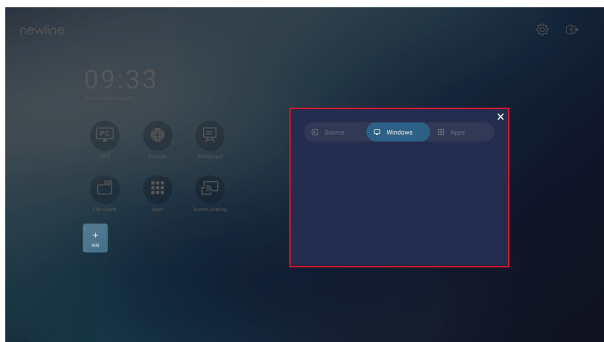 newline
09:33
PC
Browser
Whiteboard
File viewer
Apps
Screen sharing
+
Add
Source
Windows
Apps